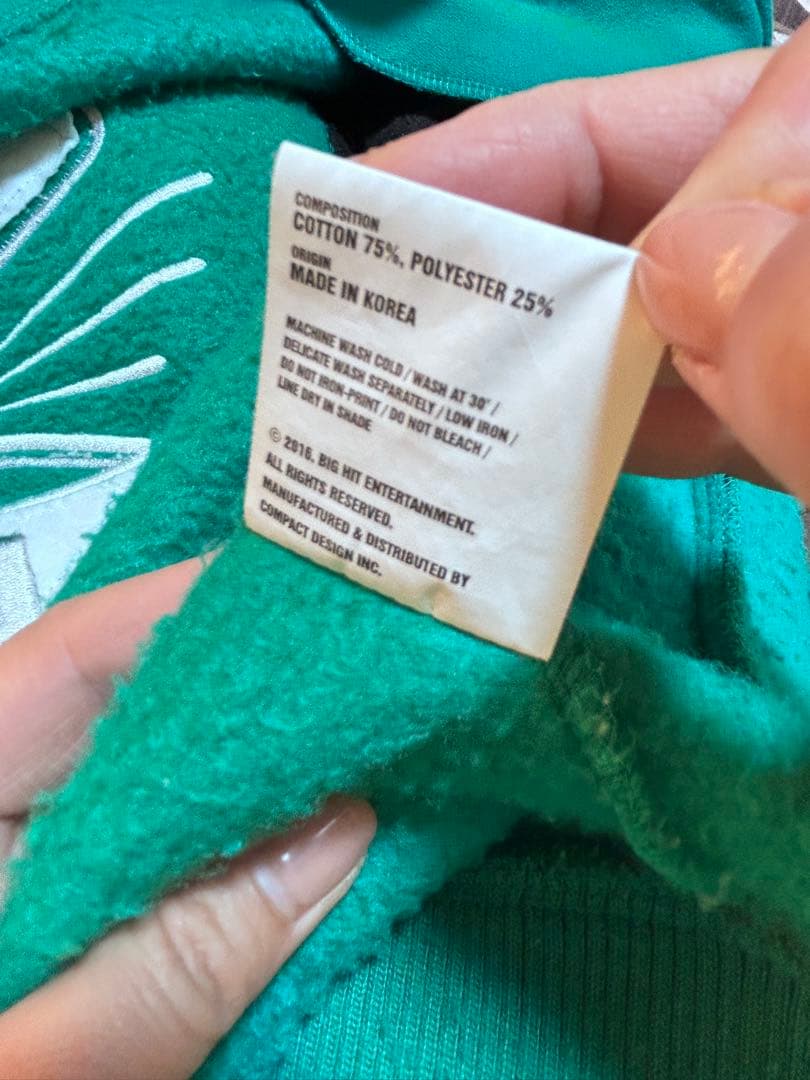 COMPOSITION
COTTON 75%, POLYESTER 25%
ORIGIN
MADE IN KOREA
MACHINE WASH COLD / WASH AT 30° /
DELICATE WASH SEPARATELY / LOW IRON /
DO NOT IRON-PRINT / DO NOT BLEACH /
LINE DRY IN SHADE
© 2016, BIG HIT ENTERTAINMENT.
ALL RIGHTS RESERVED.
MANUFACTURED & DISTRIBUTED BY
COMPACT DESIGN INC.